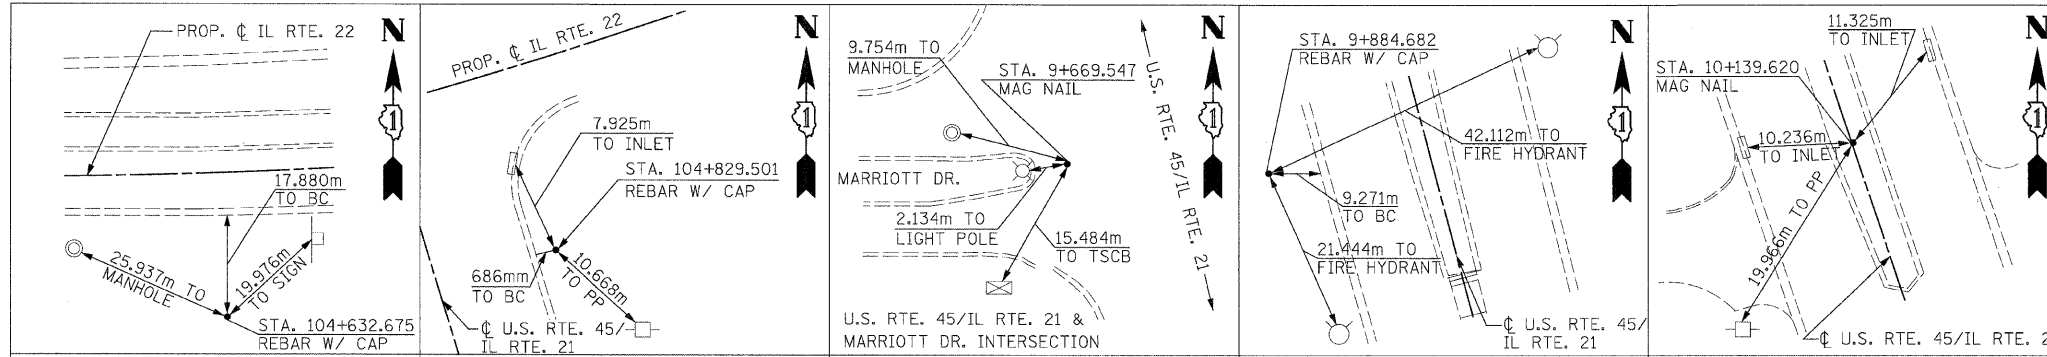 PROP. ℄ IL RTE. 22
N
1
17.880m
TO BC
25.937m TO
MANHOLE
19.976m
TO SIGN
STA. 104+632.675
REBAR W/ CAP
PROP. ℄ IL RTE. 22
N
1
7.925m
TO INLET
STA. 104+829.501
REBAR W/ CAP
686mm
TO BC
10.668m
TO PP
℄ U.S. RTE. 45/
IL RTE. 21
9.754m TO
MANHOLE
STA. 9+669.547
MAG NAIL
N
1
U.S. RTE. 45/IL RTE. 21
MARRIOTT DR.
2.134m TO
LIGHT POLE
15.484m
TO TSCB
U.S. RTE. 45/IL RTE. 21 &
MARRIOTT DR. INTERSECTION
STA. 9+884.682
REBAR W/ CAP
N
1
42.112m TO
FIRE HYDRANT
9.271m
TO BC
21.444m TO
FIRE HYDRANT
℄ U.S. RTE. 45/
IL RTE. 21
11.325m
TO INLET
N
1
STA. 10+139.620
MAG NAIL
10.236m
TO INLET
19.966m TO PP
℄ U.S. RTE. 45/IL RTE. 2